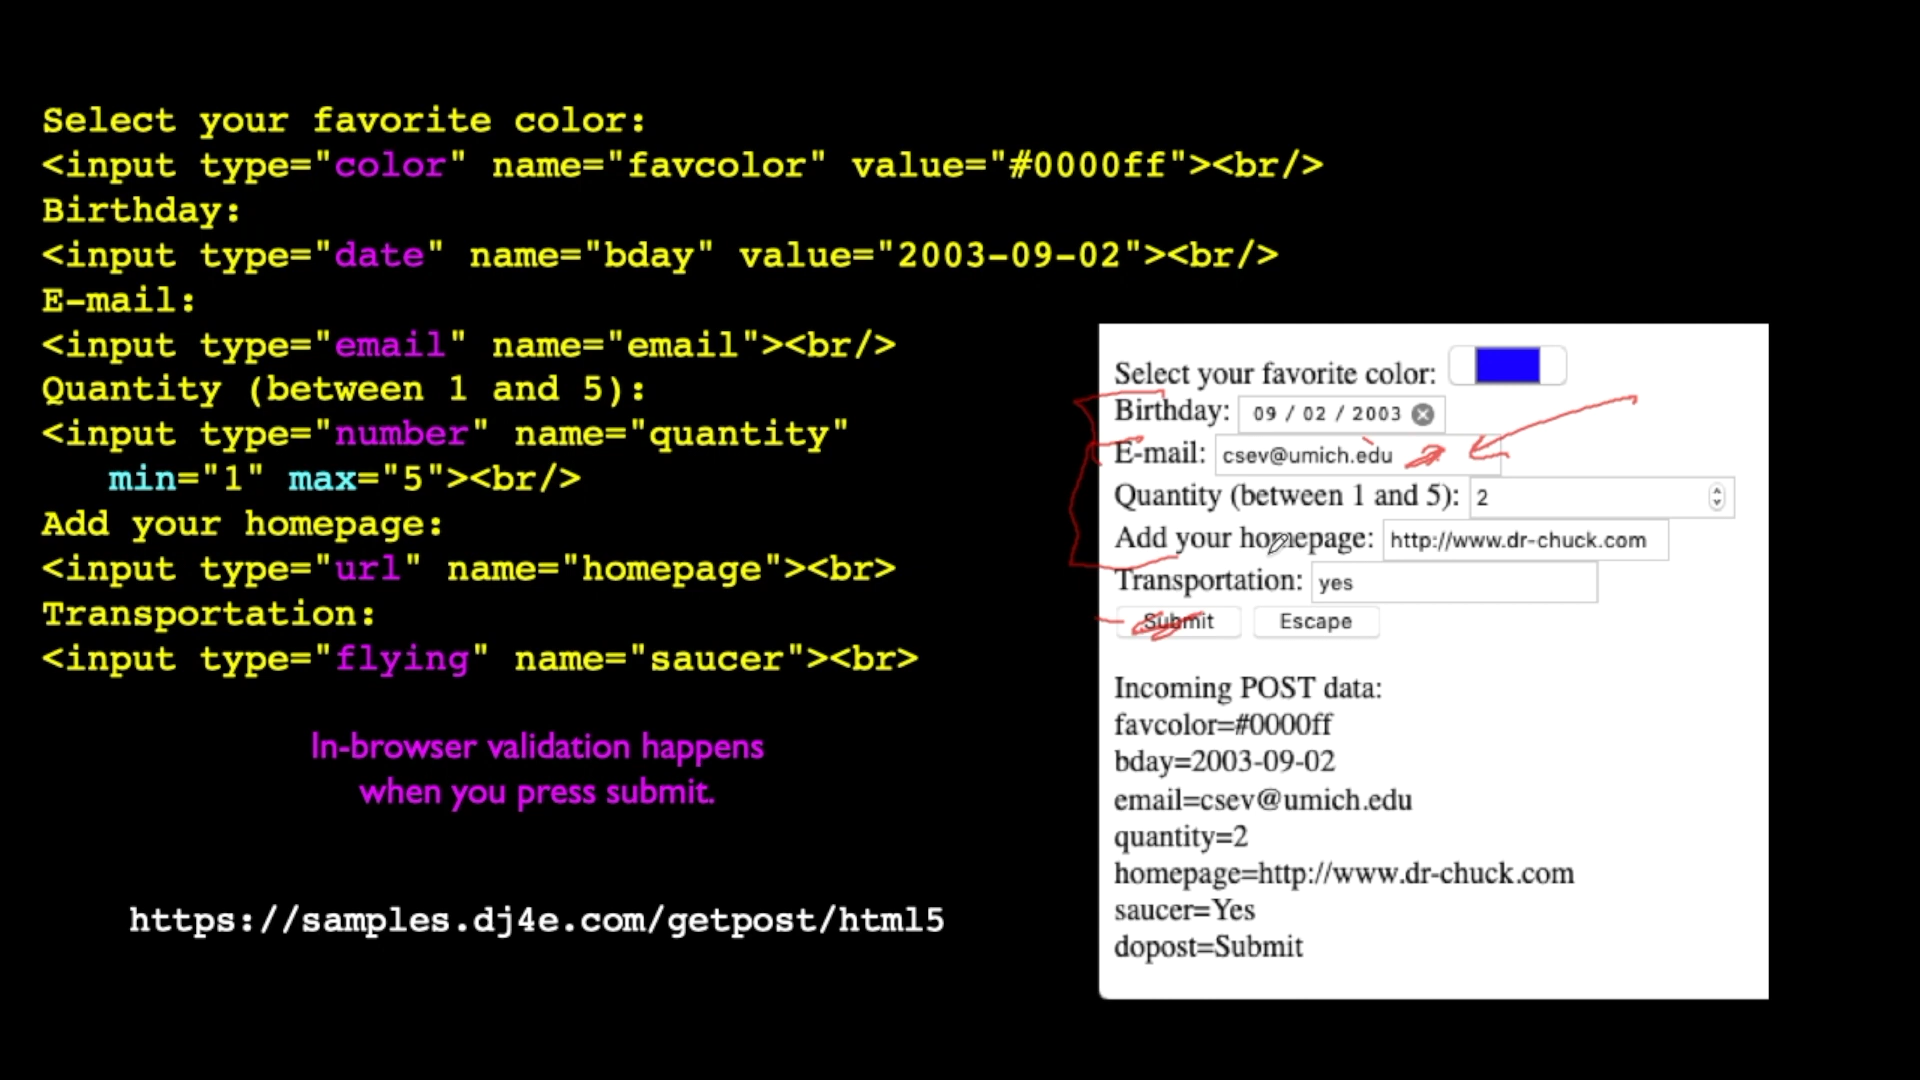 Select your favorite color:
<input type="color" name="favcolor" value="#0000ff"><br/>
Birthday:
<input type="date" name="bday" value="2003-09-02"><br/>
E-mail:
<input type="email" name="email"><br/>
Quantity (between 1 and 5):
<input type="number" name="quantity"
min="1" max="5"><br/>
Add your homepage:
<input type="url" name="homepage"><br>
Transportation:
<input type="flying" name="saucer"><br>
In-browser validation happens
when you press submit.
https://samples.dj4e.com/getpost/html5
Select your favorite color:
Birthday: 09 / 02 / 2003
E-mail: csev@umich.edu
Quantity (between 1 and 5): 2
Add your homepage: http://www.dr-chuck.com
Transportation: yes
Submit Escape
Incoming POST data:
favcolor=#0000ff
bday=2003-09-02
email=csev@umich.edu
quantity=2
homepage=http://www.dr-chuck.com
saucer=Yes
dopost=Submit